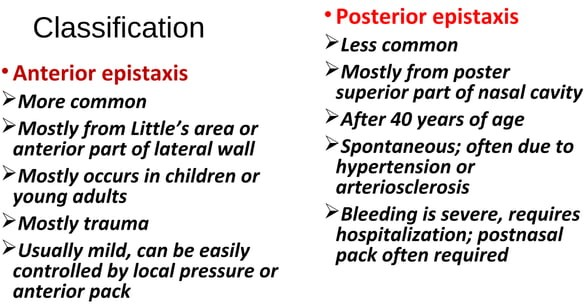 Classification
• Anterior epistaxis
➢More common
➢Mostly from Little's area or
anterior part of lateral wall
➢Mostly occurs in children or
young adults
➢Mostly trauma
➢Usually mild, can be easily
controlled by local pressure or
anterior pack
• Posterior epistaxis
➢Less common
➢Mostly from poster
superior part of nasal cavity
➢After 40 years of age
➢Spontaneous; often due to
hypertension or
arteriosclerosis
➢Bleeding is severe, requires
hospitalization; postnasal
pack often required